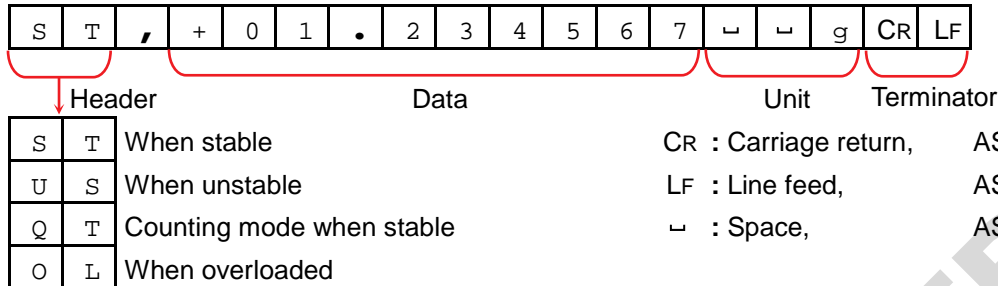 S T , + 0 1 . 2 3 4 5 6 7 ␣ ␣ g CR LF
Header Data Unit Terminator
S T When stable CR : Carriage return,
U S When unstable LF : Line feed,
Q T Counting mode when stable ␣ : Space,
O L When overloaded